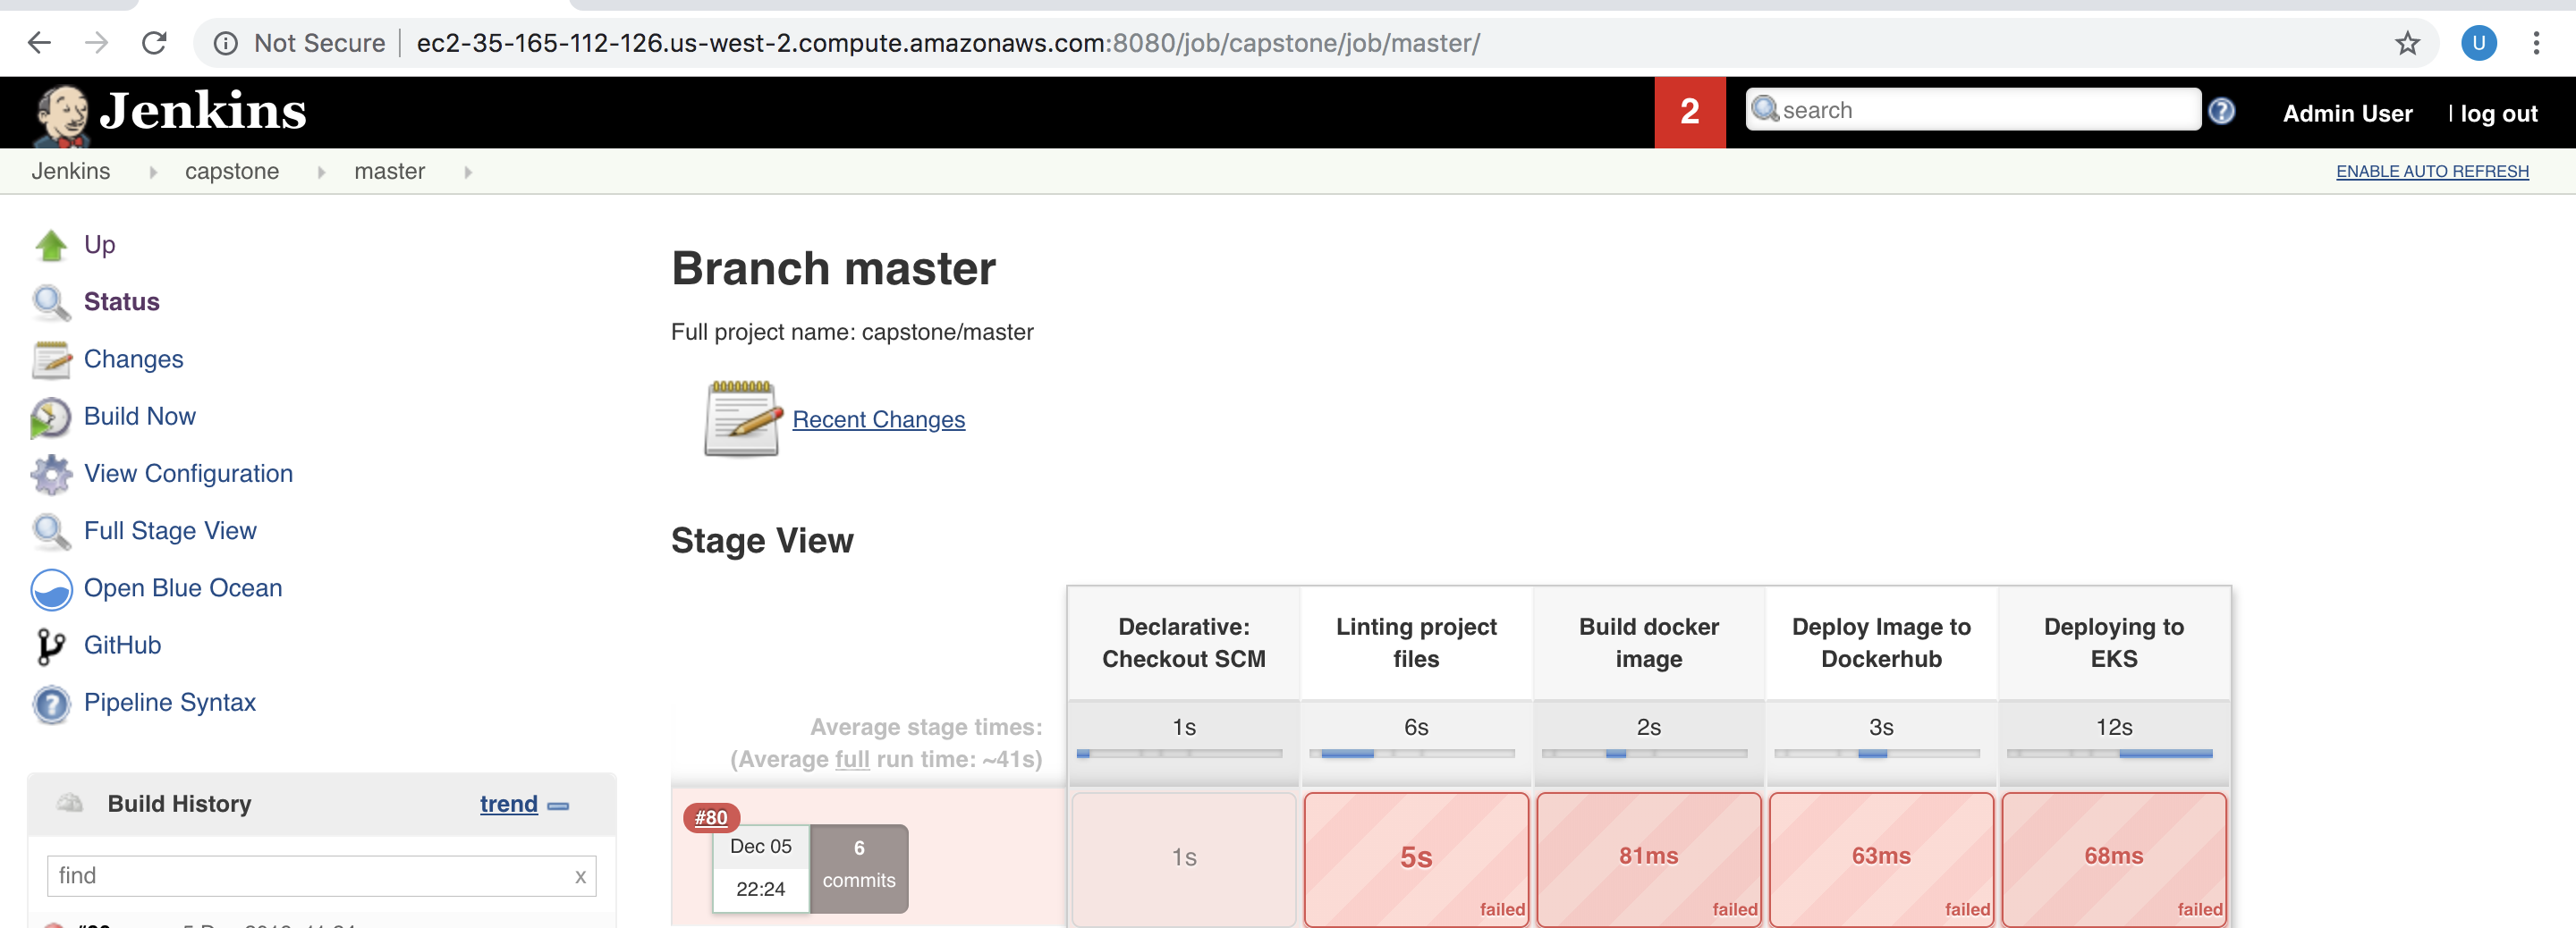 Not Secure | ec2-35-165-112-126.us-west-2.compute.amazonaws.com:8080/job/capstone/job/master/
U
Jenkins
2
search
?
Admin User
| log out
Jenkins
capstone
master
ENABLE AUTO REFRESH
Up
Status
Changes
Build Now
View Configuration
Full Stage View
Open Blue Ocean
GitHub
Pipeline Syntax
Build History
trend
find
x
Branch master
Full project name: capstone/master
Recent Changes
Stage View
Declarative:
Checkout SCM
Linting project
files
Build docker
image
Deploy Image to
Dockerhub
Deploying to
EKS
Average stage times:
(Average full run time: ~41s)
1s
6s
2s
3s
12s
#80
Dec 05
22:24
6
commits
1s
5s
failed
81ms
failed
63ms
failed
68ms
failed